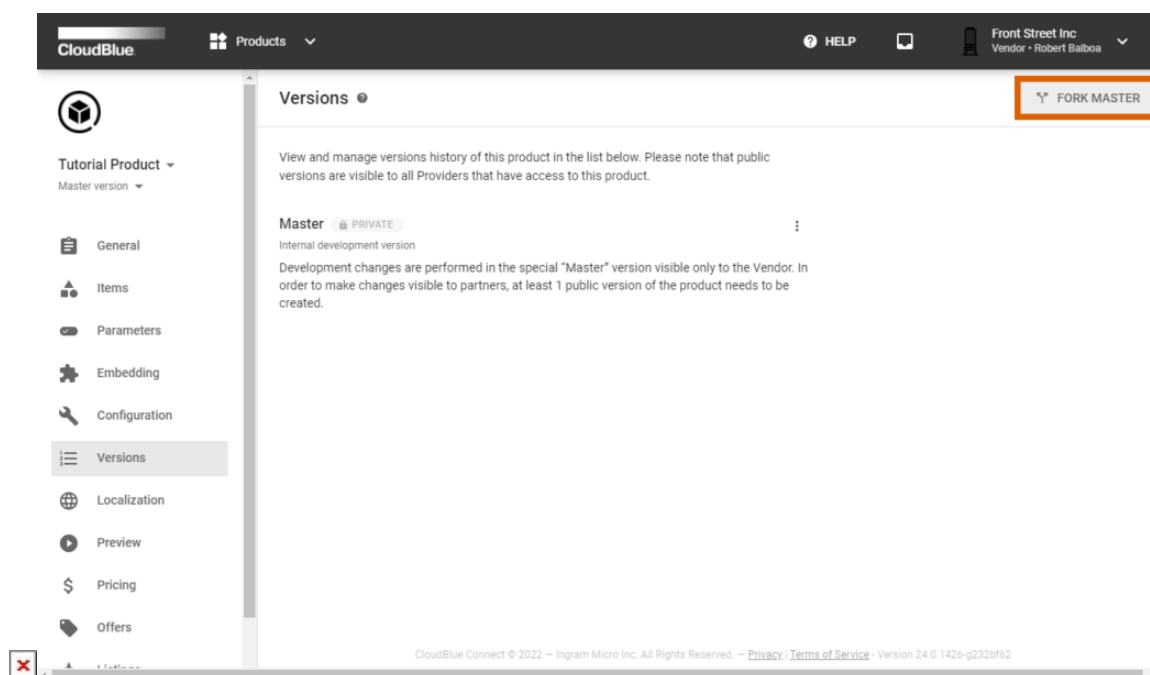 CloudBlue
Products
HELP
Front Street Inc
Vendor • Robert Balboa
Versions
FORK MASTER
Tutorial Product
Master version
View and manage versions history of this product in the list below. Please note that public
versions are visible to all Providers that have access to this product.
Master PRIVATE
Internal development version
Development changes are performed in the special “Master” version visible only to the Vendor. In
order to make changes visible to partners, at least 1 public version of the product needs to be
created.
General
Items
Parameters
Embedding
Configuration
Versions
Localization
Preview
Pricing
Offers
CloudBlue Connect © 2022 — Ingram Micro Inc. All Rights Reserved. — Privacy | Terms of Service - Version 24.0.1426-g232bf62